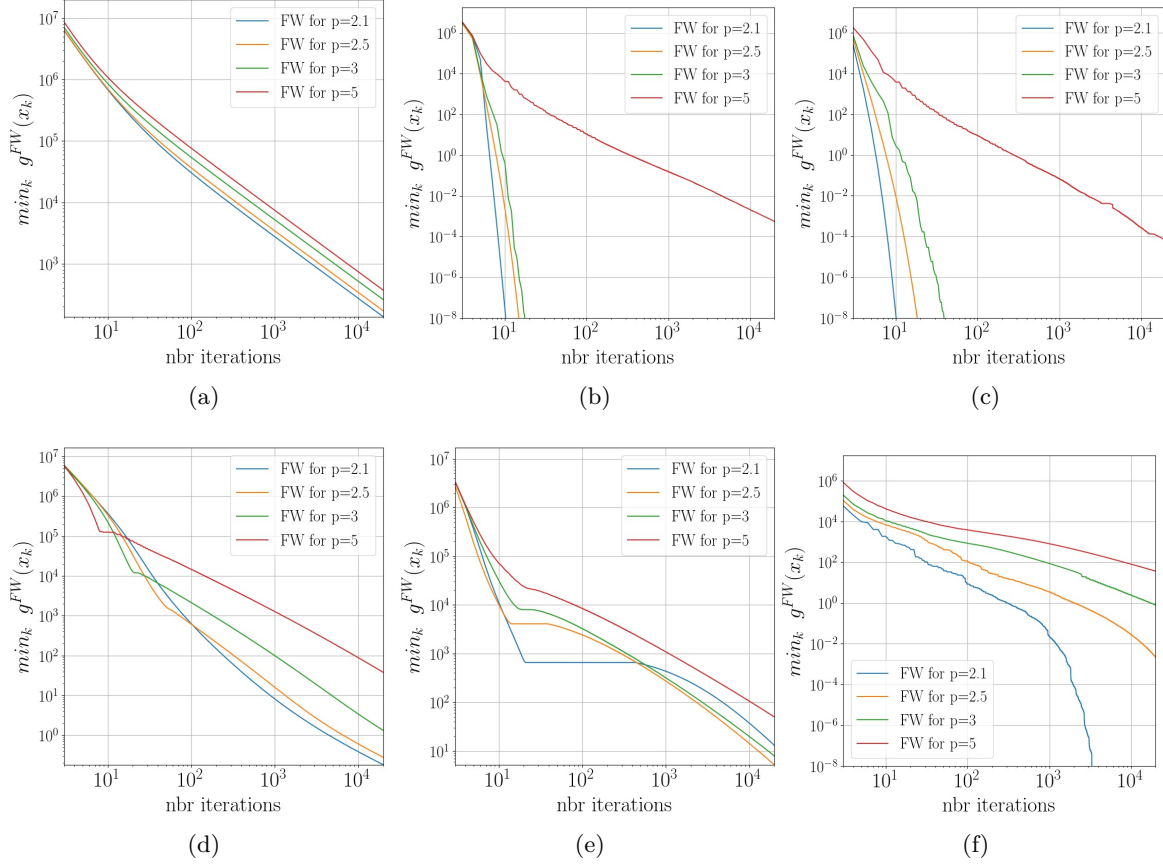 10^7
10^6
10^5
10^4
10^3
10^1
10^2
10^3
10^4
min_k g^{FW}(x_k)
nbr iterations
FW for p=2.1
FW for p=2.5
FW for p=3
FW for p=5
(a)
10^6
10^4
10^2
10^0
10^{-2}
10^{-4}
10^{-6}
10^{-8}
10^1
10^2
10^3
10^4
min_k g^{FW}(x_k)
nbr iterations
FW for p=2.1
FW for p=2.5
FW for p=3
FW for p=5
(b)
10^6
10^4
10^2
10^0
10^{-2}
10^{-4}
10^{-6}
10^{-8}
10^1
10^2
10^3
10^4
min_k g^{FW}(x_k)
nbr iterations
FW for p=2.1
FW for p=2.5
FW for p=3
FW for p=5
(c)
10^7
10^6
10^5
10^4
10^3
10^2
10^1
10^0
10^1
10^2
10^3
10^4
min_k g^{FW}(x_k)
nbr iterations
FW for p=2.1
FW for p=2.5
FW for p=3
FW for p=5
(d)
10^7
10^6
10^5
10^4
10^3
10^2
10^1
10^1
10^2
10^3
10^4
min_k g^{FW}(x_k)
nbr iterations
FW for p=2.1
FW for p=2.5
FW for p=3
FW for p=5
(e)
10^6
10^4
10^2
10^0
10^{-2}
10^{-4}
10^{-6}
10^{-8}
10^1
10^2
10^3
10^4
min_k g^{FW}(x_k)
nbr iterations
FW for p=2.1
FW for p=2.5
FW for p=3
FW for p=5
(f)